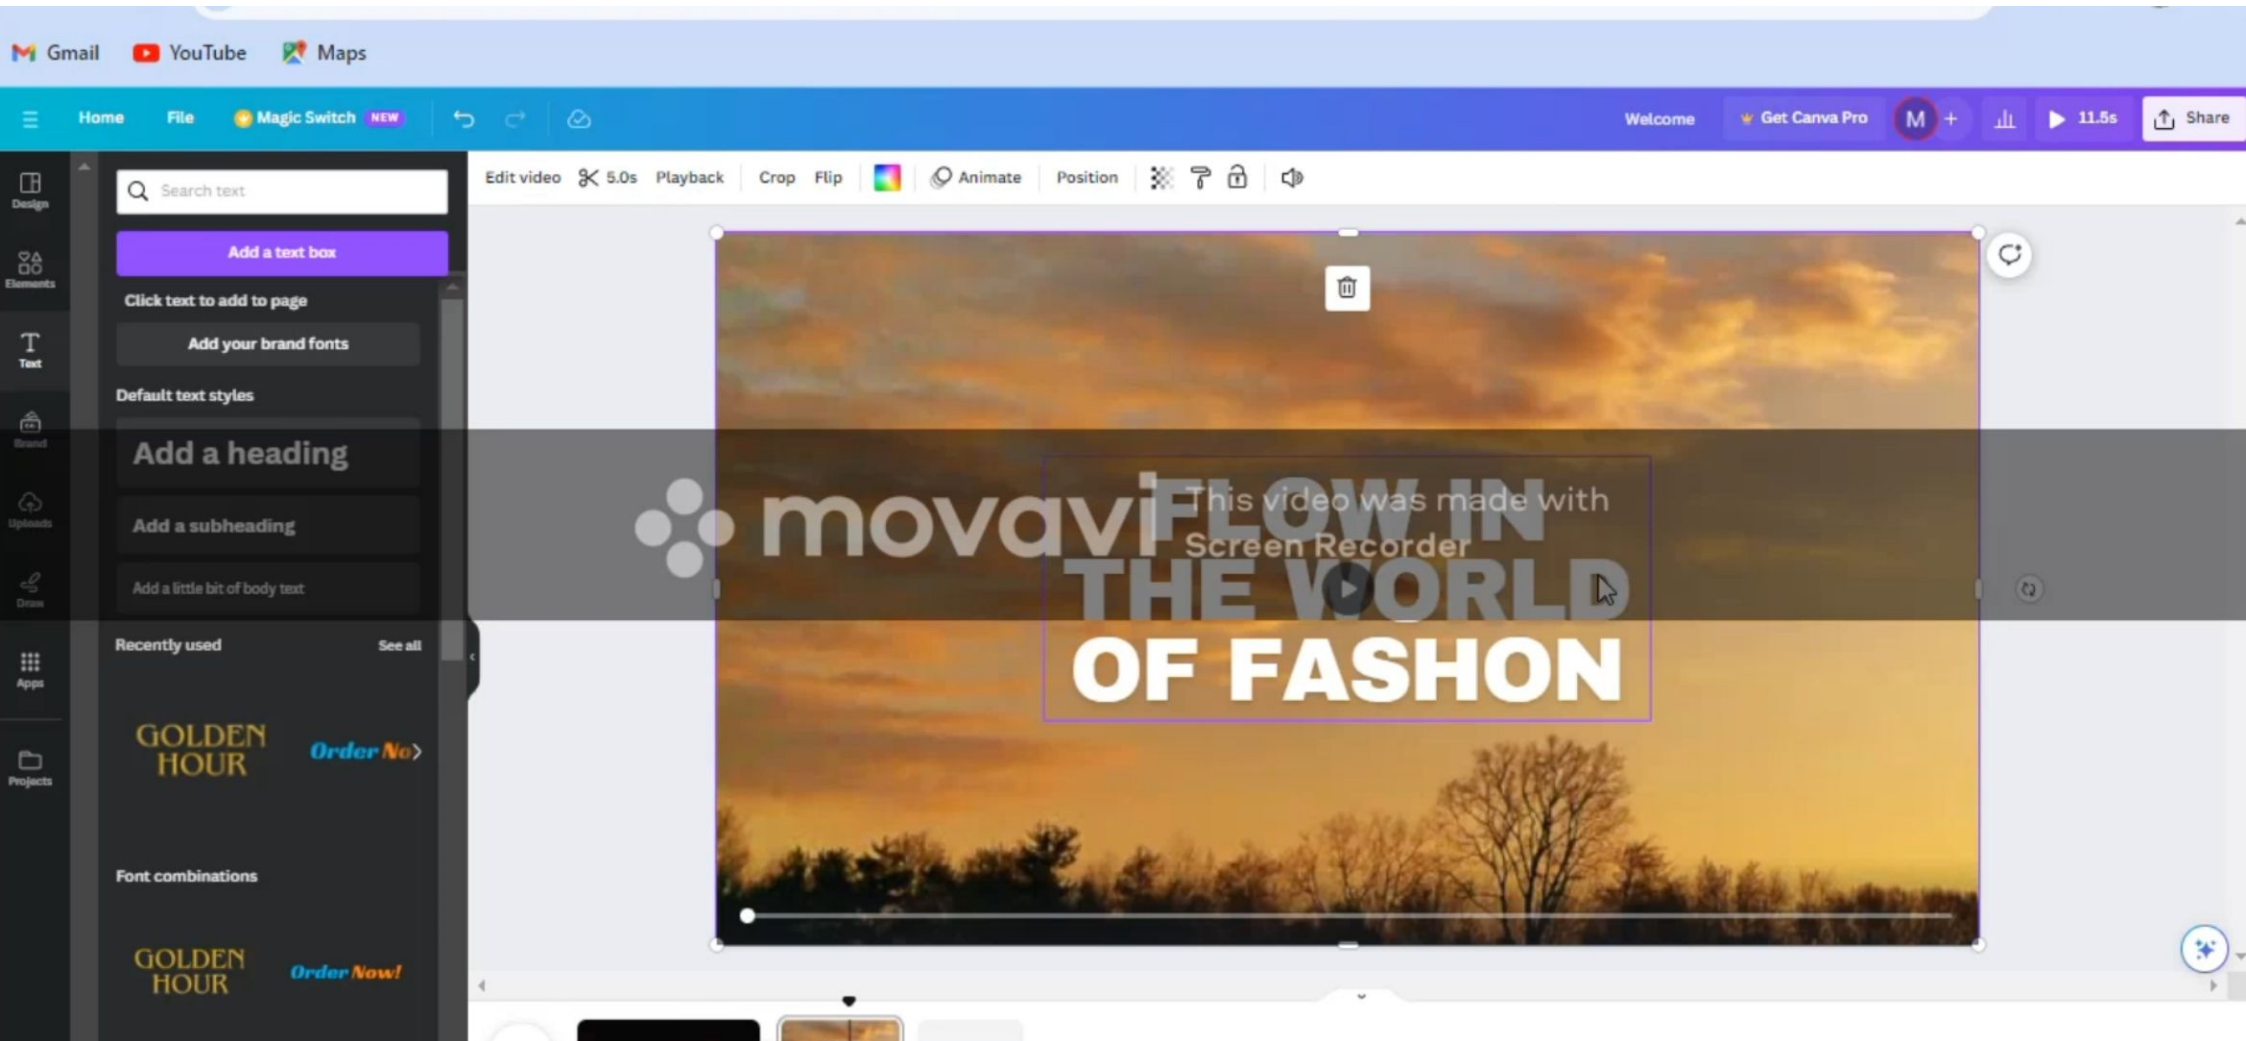 Gmail YouTube Maps
Home File Magic Switch NEW Welcome Get Canva Pro M + 11.5s Share
Edit video 5.0s Playback Crop Flip Animate Position
Design
Elements
Text
Brand
Uploads
Draw
Apps
Projects
Search text
Add a text box
Click text to add to page
Add your brand fonts
Default text styles
Add a heading
Add a subheading
Add a little bit of body text
Recently used See all
GOLDEN
HOUR
Order No
Font combinations
GOLDEN
HOUR
Order Now!
movavi
This video was made with
Screen Recorder
FLOW IN
THE WORLD
OF FASHON